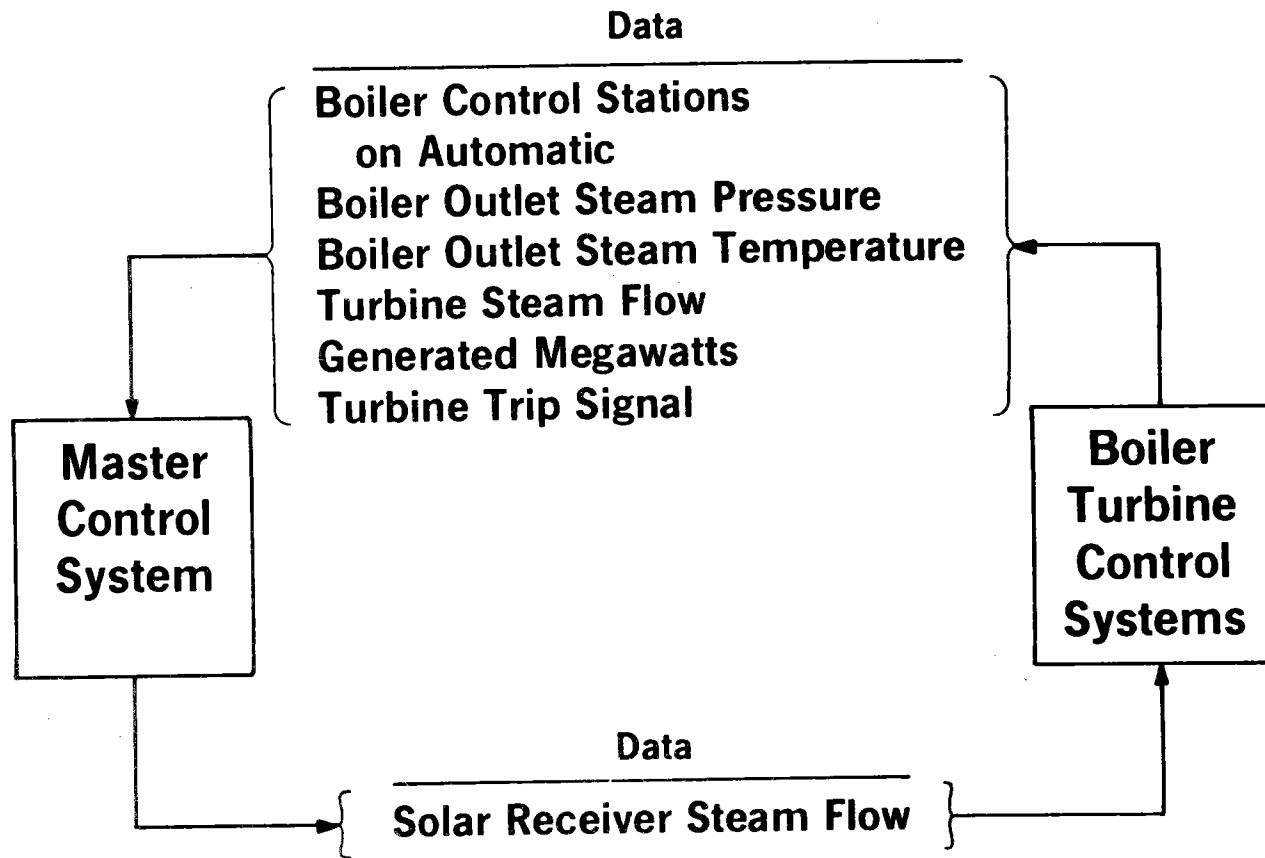 Data
Boiler Control Stations
on Automatic
Boiler Outlet Steam Pressure
Boiler Outlet Steam Temperature
Turbine Steam Flow
Generated Megawatts
Turbine Trip Signal
Master
Control
System
Boiler
Turbine
Control
Systems
Data
Solar Receiver Steam Flow